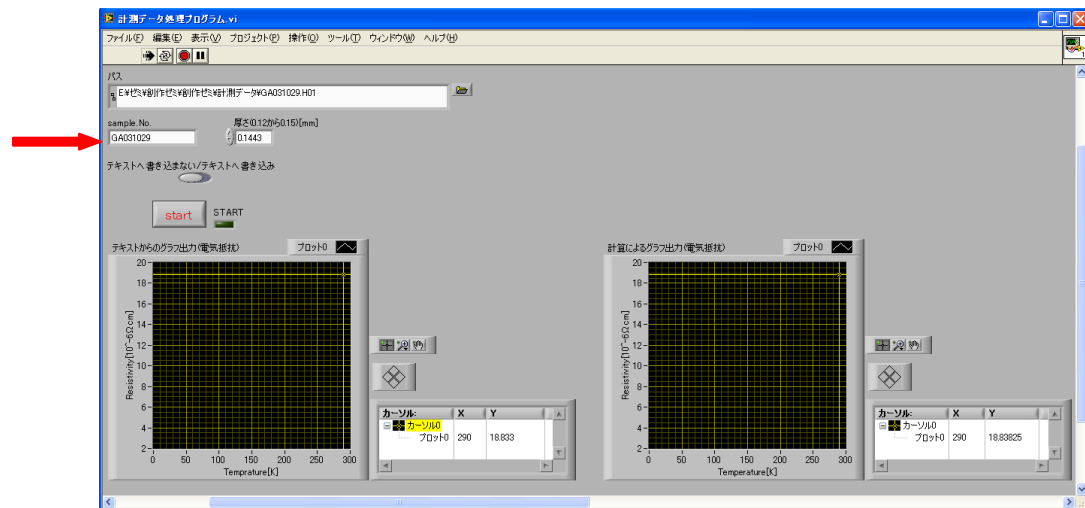 計測データ処理プログラム.vi
ファイル(F) 編集(E) 表示(V) プロジェクト(P) 操作(O) ツール(T) ウィンドウ(W) ヘルプ(H)
1
パス
E:¥ゼミ¥創作ゼミ¥創作ゼミ¥計測データ¥GA031029.H01
sample. No. 厚さ(0.12から0.15)[mm]
GA031029 0.1443
テキストへ書き込まない/テキストへ書き込み
start START
テキストからのグラフ出力(電気抵抗) プロット0
20
18
16
14
12
10
8
6
4
2
Resistivity[10^-6Ωcm]
0 50 100 150 200 250 300
Temprature[K]
カーソル: X Y
カーソル0
プロット0 290 18.833
計算によるグラフ出力(電気抵抗) プロット0
20
18
16
14
12
10
8
6
4
2
Resistivity[10^-6Ωcm]
0 50 100 150 200 250 300
Temperature[K]
カーソル: X Y
カーソル0
プロット0 290 18.83825